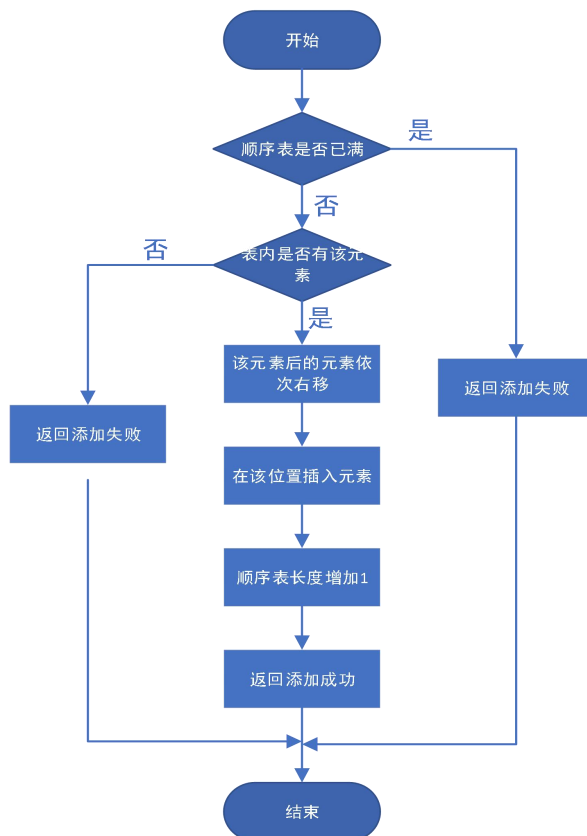 开始
顺序表是否已满
是
否
表内是否有该元
素
否
是
该元素后的元素依
次右移
返回添加失败
返回添加失败
在该位置插入元素
顺序表长度增加1
返回添加成功
结束